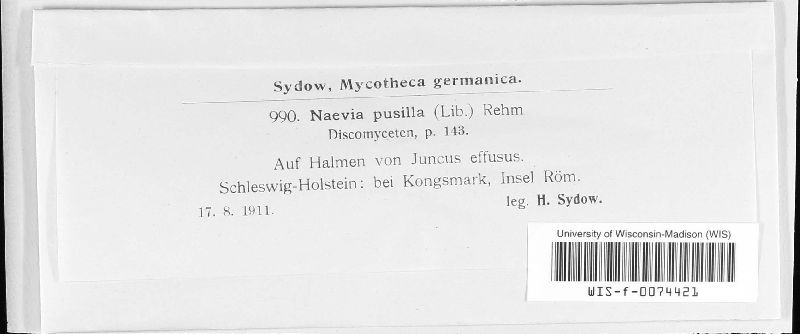 Sydow, Mycotheca germanica.
990. Naevia pusilla (Lib.) Rehm
Discomyceten, p. 143.
Auf Halmen von Juncus effusus.
Schleswig-Holstein: bei Kongsmark, Insel Röm.
17. 8. 1911. leg. H. Sydow.
University of Wisconsin-Madison (WIS)
WIS-f-0074421